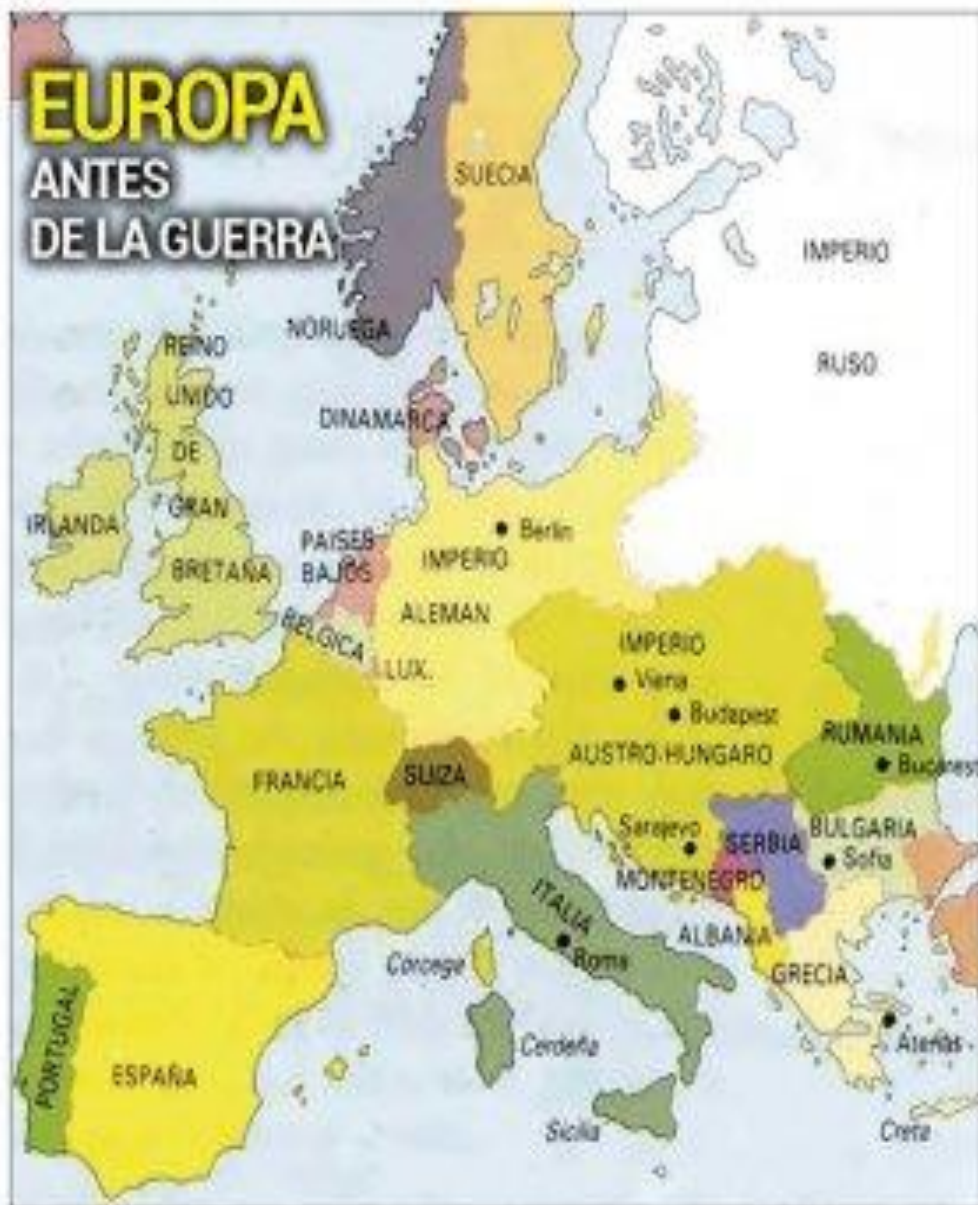 EUROPA
ANTES
DE LA GUERRA
SUECIA
IMPERIO
RUSO
NORUEGA
REINO
UNIDO
DE
GRAN
BRETAÑA
DINAMARCA
IRLANDA
PAISES
BAJOS
Berlin
IMPERIO
ALEMAN
BELGICA
LUX.
IMPERIO
Viena
Budapest
AUSTRO-HUNGARO
RUMANIA
Bucarest
FRANCIA
SUIZA
Sarajevo
SERBIA
BULGARIA
Sofia
MONTENEGRO
ITALIA
ALBANIA
Roma
GRECIA
Corcega
PORTUGAL
ESPAÑA
Cerdeña
Atenas
Sicilia
Creta